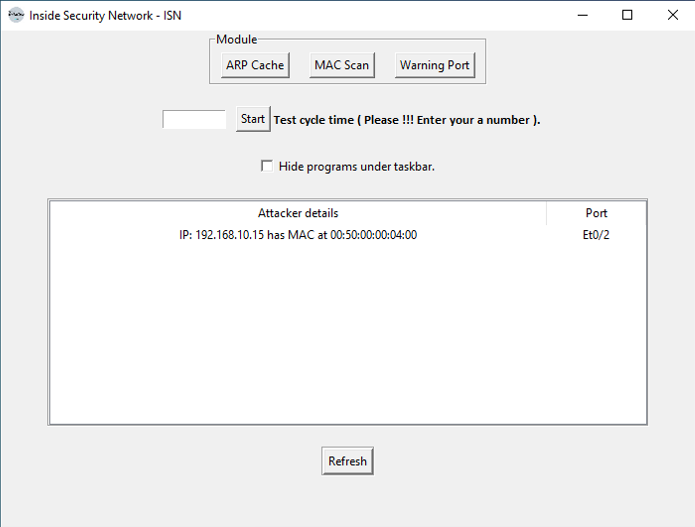 Inside Security Network - ISN
Module
ARP Cache MAC Scan Warning Port
Start Test cycle time ( Please !!! Enter your a number ).
Hide programs under taskbar.
Attacker details Port
IP: 192.168.10.15 has MAC at 00:50:00:00:04:00 Et0/2
Refresh